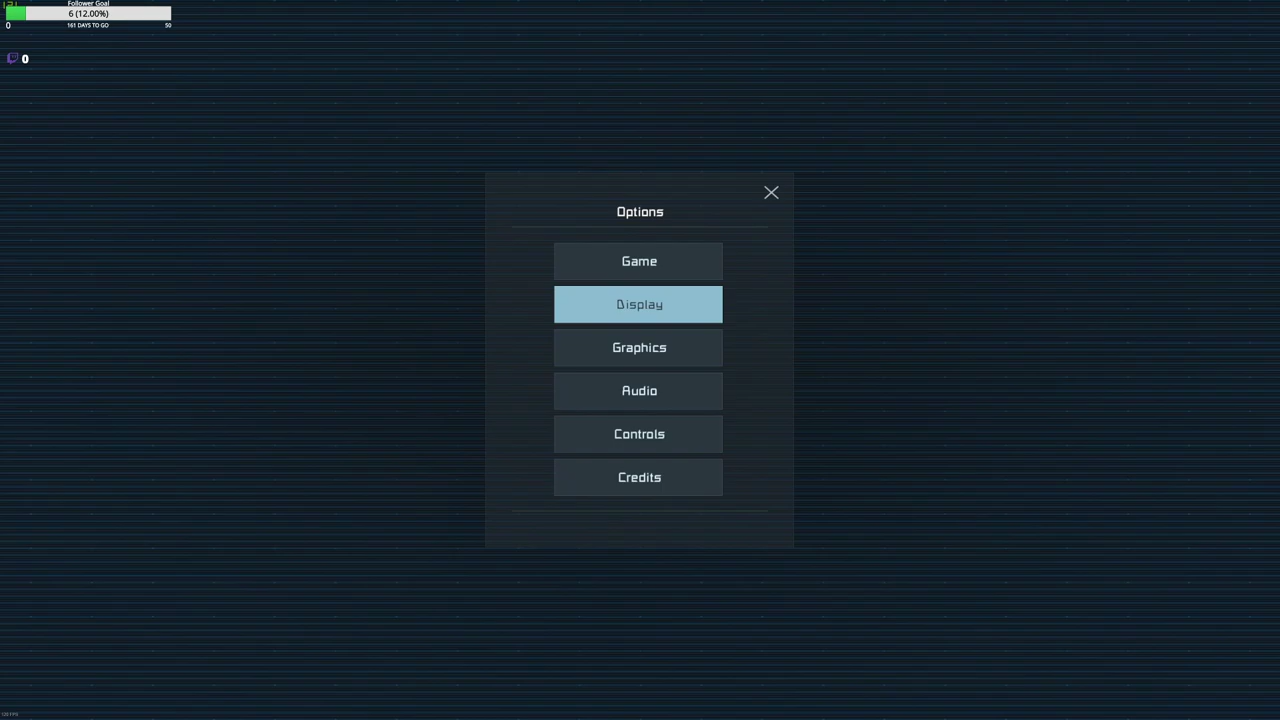 Follower Goal
6 (12.00%)
0 161 DAYS TO GO 50
0
Options
Game
Display
Graphics
Audio
Controls
Credits